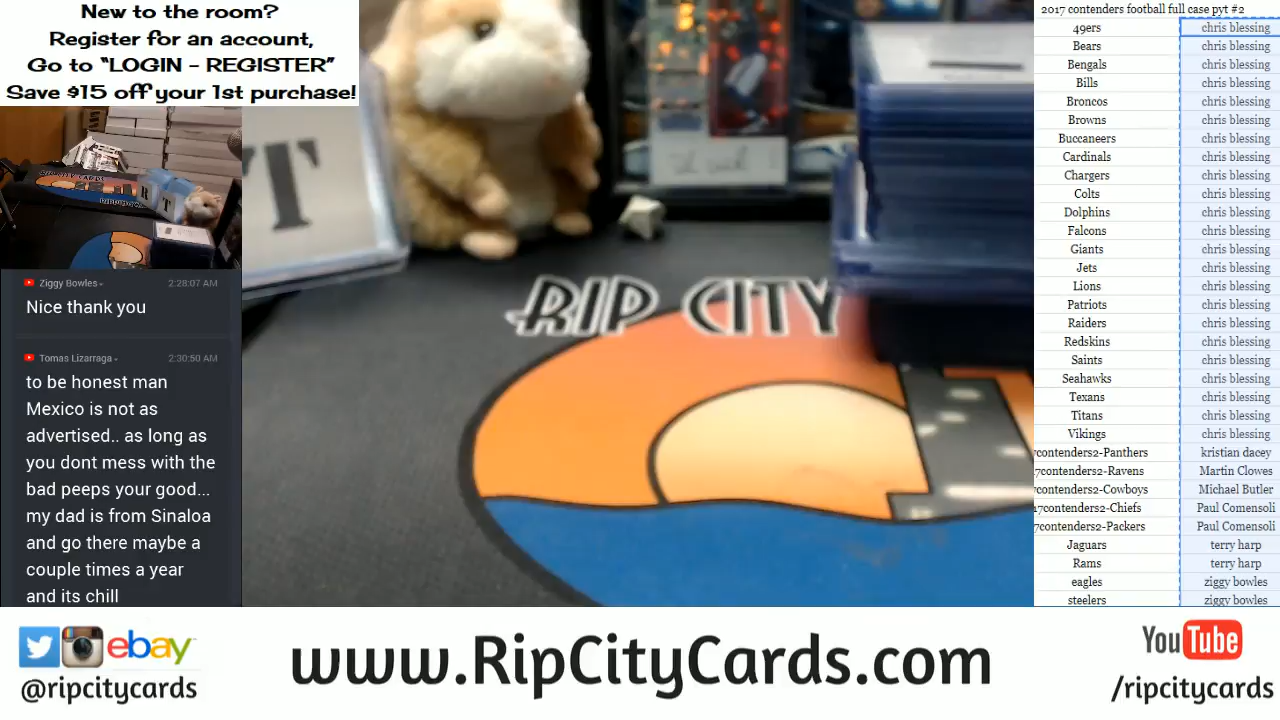 New to the room?
Register for an account,
Go to “LOGIN - REGISTER”
Save $15 off your 1st purchase!
Ziggy Bowles
2:28:07 AM
Nice thank you
Tomas Lizarraga
2:30:50 AM
to be honest man
Mexico is not as
advertised.. as long as
you dont mess with the
bad peeps your good...
my dad is from Sinaloa
and go there maybe a
couple times a year
and its chill
T
RIP CITY
2017 contenders football full case pyt #2
49ers chris blessing
Bears chris blessing
Bengals chris blessing
Bills chris blessing
Broncos chris blessing
Browns chris blessing
Buccaneers chris blessing
Cardinals chris blessing
Chargers chris blessing
Colts chris blessing
Dolphins chris blessing
Falcons chris blessing
Giants chris blessing
Jets chris blessing
Lions chris blessing
Patriots chris blessing
Raiders chris blessing
Redskins chris blessing
Saints chris blessing
Seahawks chris blessing
Texans chris blessing
Titans chris blessing
Vikings chris blessing
7contenders2-Panthers kristian dacey
17contenders2-Ravens Martin Clowes
7contenders2-Cowboys Michael Butler
17contenders2-Chiefs Paul Comensoli
7contenders2-Packers Paul Comensoli
Jaguars terry harp
Rams terry harp
eagles ziggy bowles
steelers ziggy bowles
ebay
@ripcitycards
www.RipCityCards.com
YouTube
/ripcitycards